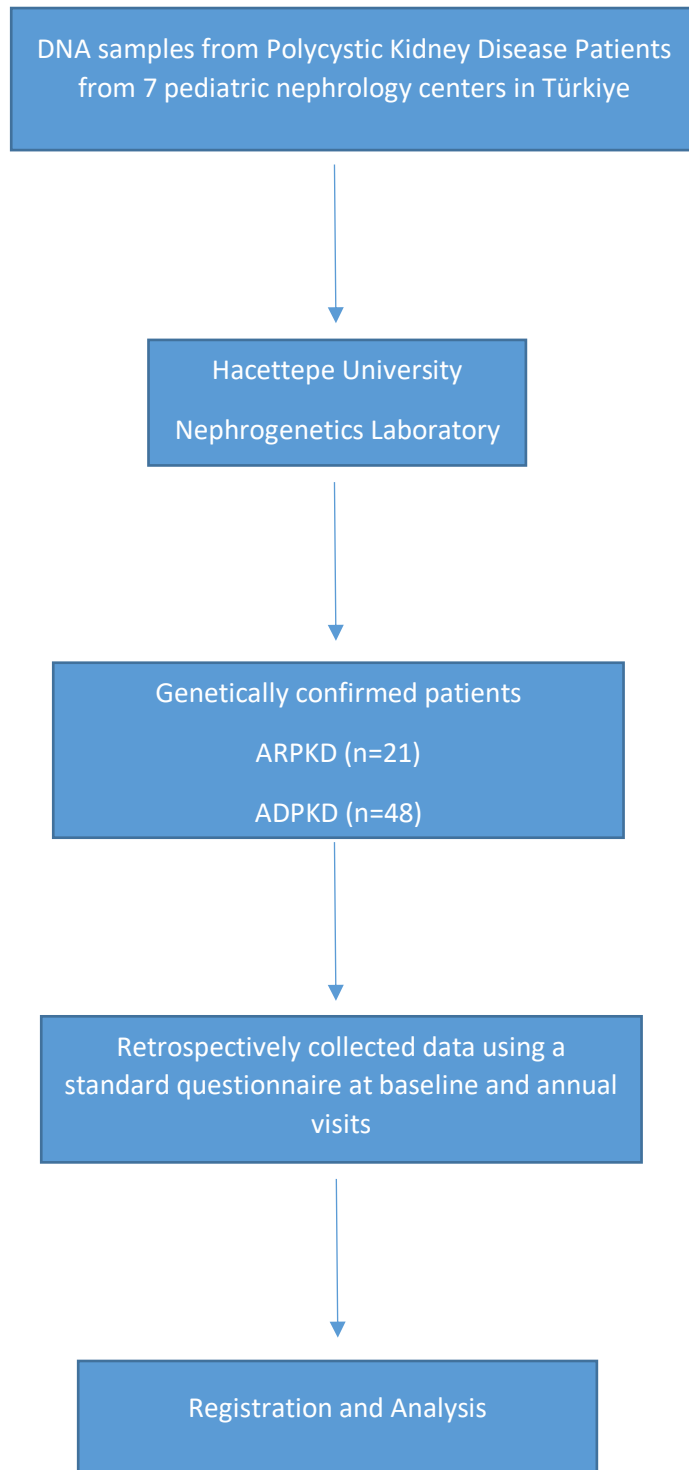 DNA samples from Polycystic Kidney Disease Patients
from 7 pediatric nephrology centers in Türkiye
Hacettepe University
Nephrogenetics Laboratory
Genetically confirmed patients
ARPKD (n=21)
ADPKD (n=48)
Retrospectively collected data using a
standard questionnaire at baseline and annual
visits
Registration and Analysis